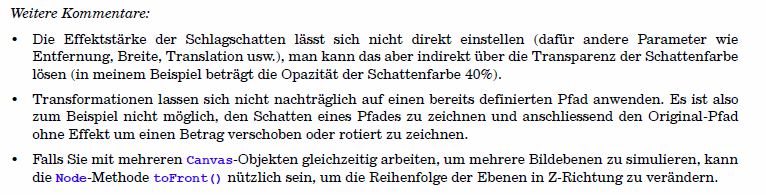 Weitere Kommentare:
• Die Effektstärke der Schlagschatten lässt sich nicht direkt einstellen (dafür andere Parameter wie
Entfernung, Breite, Translation usw.), man kann das aber indirekt über die Transparenz der Schattenfarbe
lösen (in meinem Beispiel beträgt die Opazität der Schattenfarbe 40%).
• Transformationen lassen sich nicht nachträglich auf einen bereits definierten Pfad anwenden. Es ist also
zum Beispiel nicht möglich, den Schatten eines Pfades zu zeichnen und anschliessend den Original-Pfad
ohne Effekt um einen Betrag verschoben oder rotiert zu zeichnen.
• Falls Sie mit mehreren Canvas-Objekten gleichzeitig arbeiten, um mehrere Bildebenen zu simulieren, kann
die Node-Methode toFront() nützlich sein, um die Reihenfolge der Ebenen in Z-Richtung zu verändern.